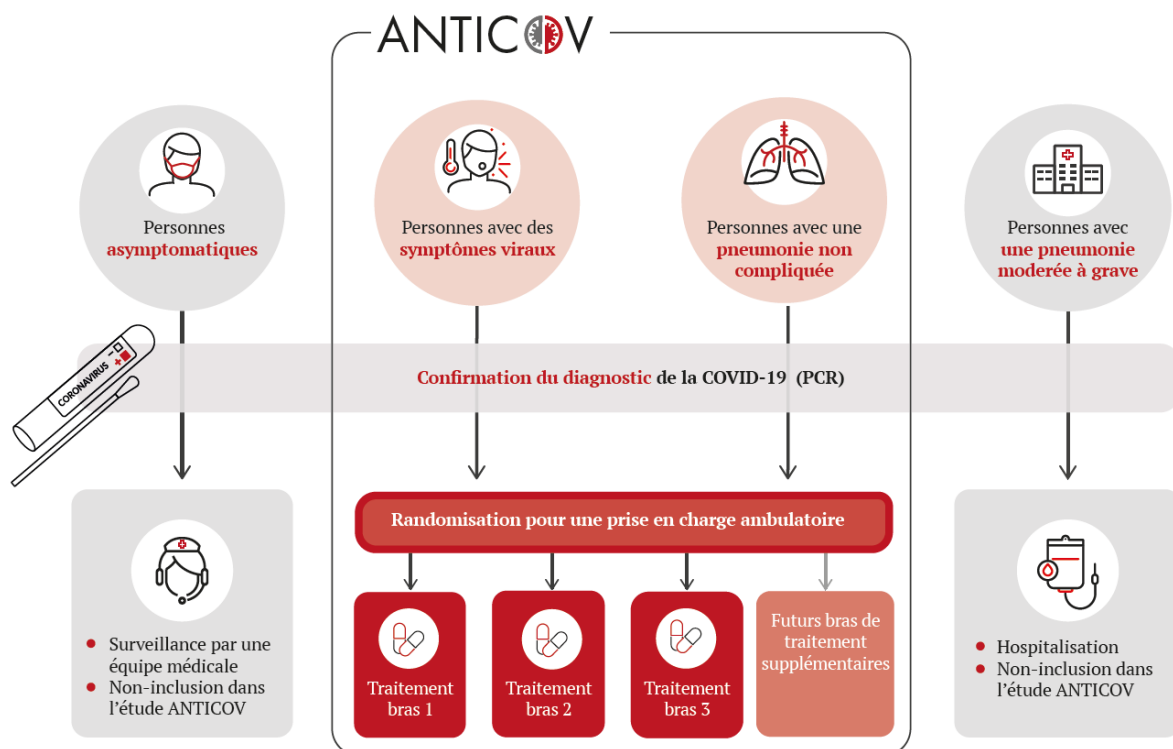 ANTICOV
Personnes
asymptomatiques
Personnes avec des
symptômes viraux
Personnes avec une
pneumonie non
compliquée
Personnes avec
une pneumonie
moderée à grave
CORONAVIRUS
-
+
Confirmation du diagnostic de la COVID-19 (PCR)
Surveillance par une
équipe médicale
Non-inclusion dans
l'étude ANTICOV
Randomisation pour une prise en charge ambulatoire
Traitement
bras 1
Traitement
bras 2
Traitement
bras 3
Futurs bras de
traitement
supplémentaires
Hospitalisation
Non-inclusion dans
l'étude ANTICOV